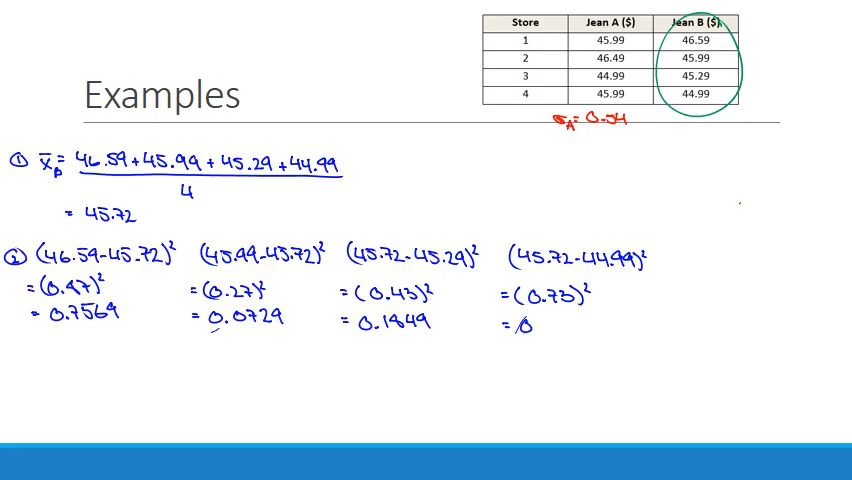 Examples
Store Jean A ($) Jean B ($)
1 45.99 46.59
2 46.49 45.99
3 44.99 45.29
4 45.99 44.99
σA = 0.54
① x̄B = 46.59 + 45.99 + 45.29 + 44.99
4
= 45.72
② (46.59-45.72)² (45.99-45.72)² (45.72-45.29)² (45.72-44.99)²
= (0.87)² = (0.27)² = (0.43)² = (0.73)²
= 0.7569 = 0.0729 = 0.1849 = 0